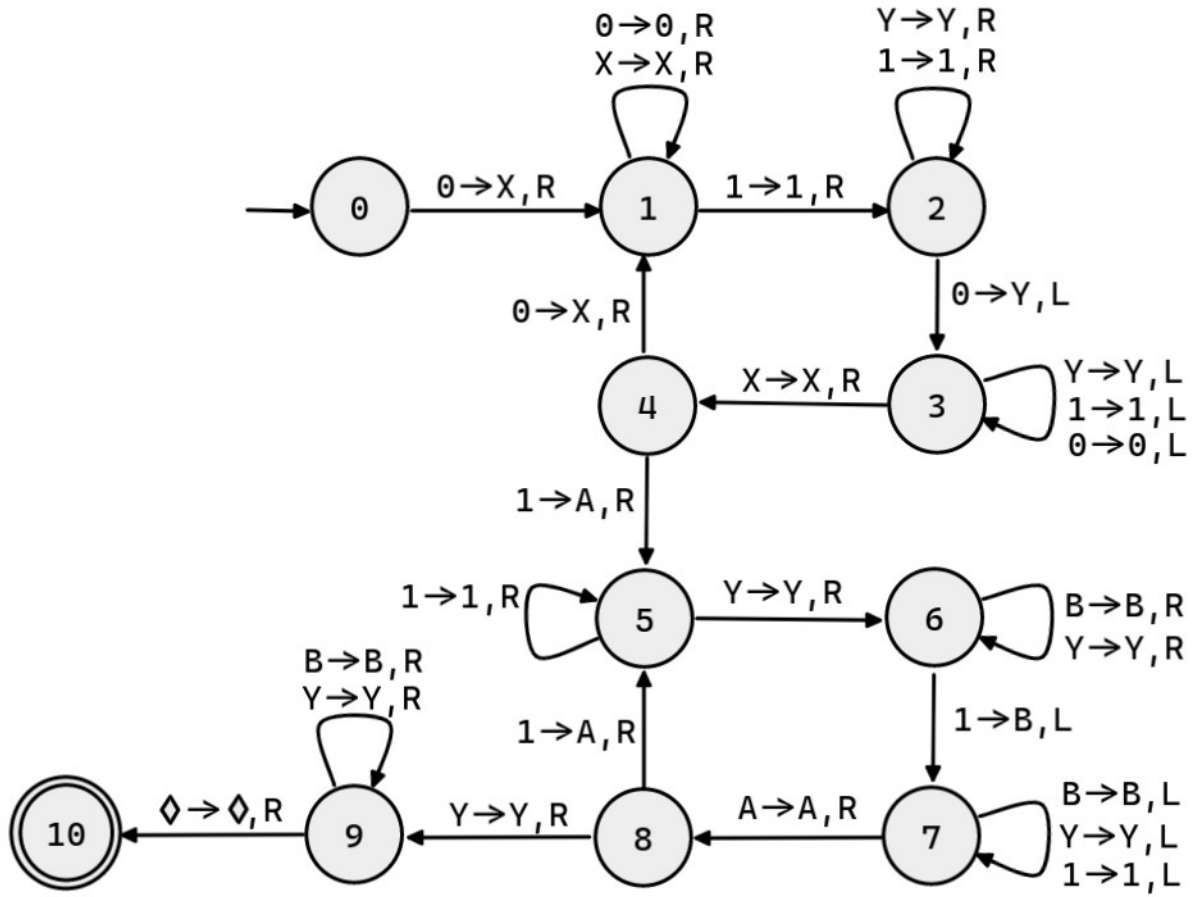 0→0,R
X→X,R
Y→Y,R
1→1,R
0
0→X,R
1
1→1,R
2
0→X,R
0→Y,L
4
X→X,R
3
Y→Y,L
1→1,L
0→0,L
1→A,R
1→1,R
5
Y→Y,R
6
B→B,R
Y→Y,R
B→B,R
Y→Y,R
1→A,R
1→B,L
10
◊→◊,R
9
Y→Y,R
8
A→A,R
7
B→B,L
Y→Y,L
1→1,L